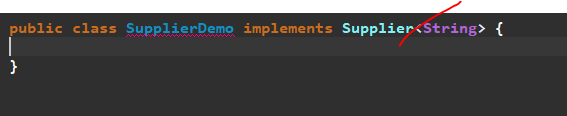 public class SupplierDemo implements Supplier<String> {
}